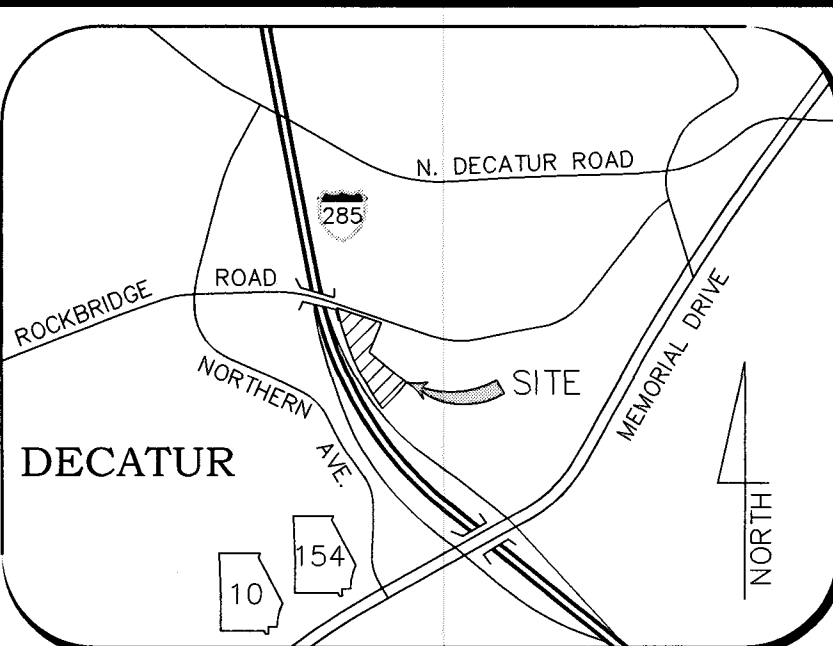 N. DECATUR ROAD
285
ROCKBRIDGE ROAD
NORTHERN AVE.
SITE
MEMORIAL DRIVE
DECATUR
154
10
NORTH